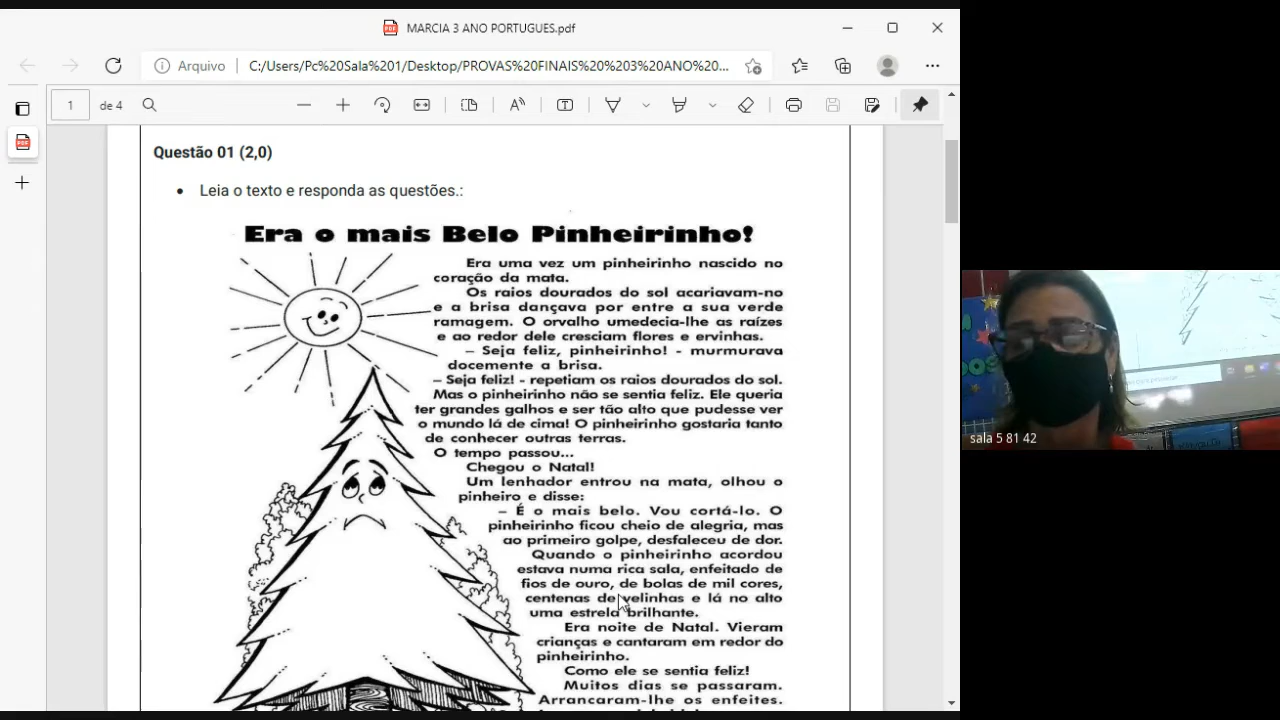 MARCIA 3 ANO PORTUGUES.pdf
Arquivo
C:/Users/Pc%20Sala%201/Desktop/PROVAS%20FINAIS%20%203%20ANO%20...
1 de 4
Questão 01 (2,0)
• Leia o texto e responda as questões.:
Era o mais Belo Pinheirinho!
Era uma vez um pinheirinho nascido no
coração da mata.
Os raios dourados do sol acariavam-no
e a brisa dançava por entre a sua verde
ramagem. O orvalho umedecia-lhe as raízes
e ao redor dele cresciam flores e ervinhas.
– Seja feliz, pinheirinho! - murmurava
docemente a brisa.
– Seja feliz! - repetiam os raios dourados do sol.
Mas o pinheirinho não se sentia feliz. Ele queria
ter grandes galhos e ser tão alto que pudesse ver
o mundo lá de cima! O pinheirinho gostaria tanto
de conhecer outras terras.
O tempo passou...
Chegou o Natal!
Um lenhador entrou na mata, olhou o
pinheiro e disse:
– É o mais belo. Vou cortá-lo. O
pinheirinho ficou cheio de alegria, mas
ao primeiro golpe, desfaleceu de dor.
Quando o pinheirinho acordou
estava numa rica sala, enfeitado de
fios de ouro, de bolas de mil cores,
centenas de velinhas e lá no alto
uma estrela brilhante.
Era noite de Natal. Vieram
crianças e cantaram em redor do
pinheirinho.
Como ele se sentia feliz!
Muitos dias se passaram.
Arrancaram-lhe os enfeites.
sala 5 81 42